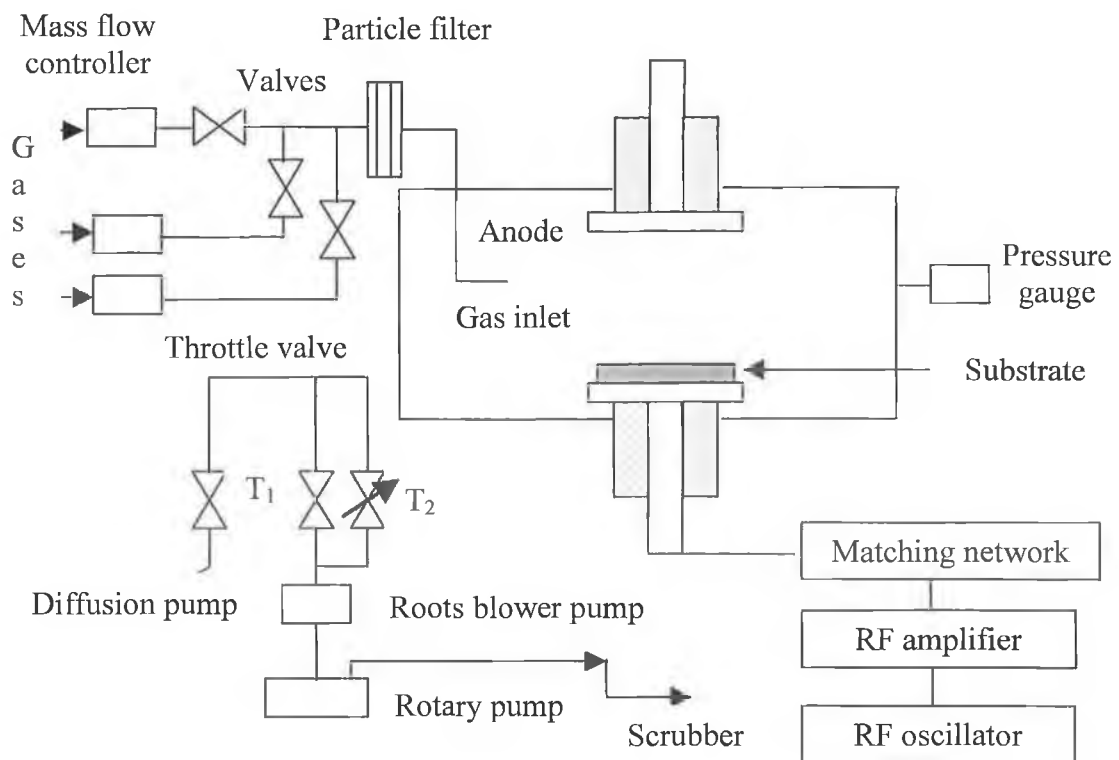 Mass flow
controller
Particle filter
Valves
G
a
s
e
s
Anode
Gas inlet
Pressure
gauge
Substrate
Throttle valve
T₁
T₂
Diffusion pump
Roots blower pump
Rotary pump
Scrubber
Matching network
RF amplifier
RF oscillator